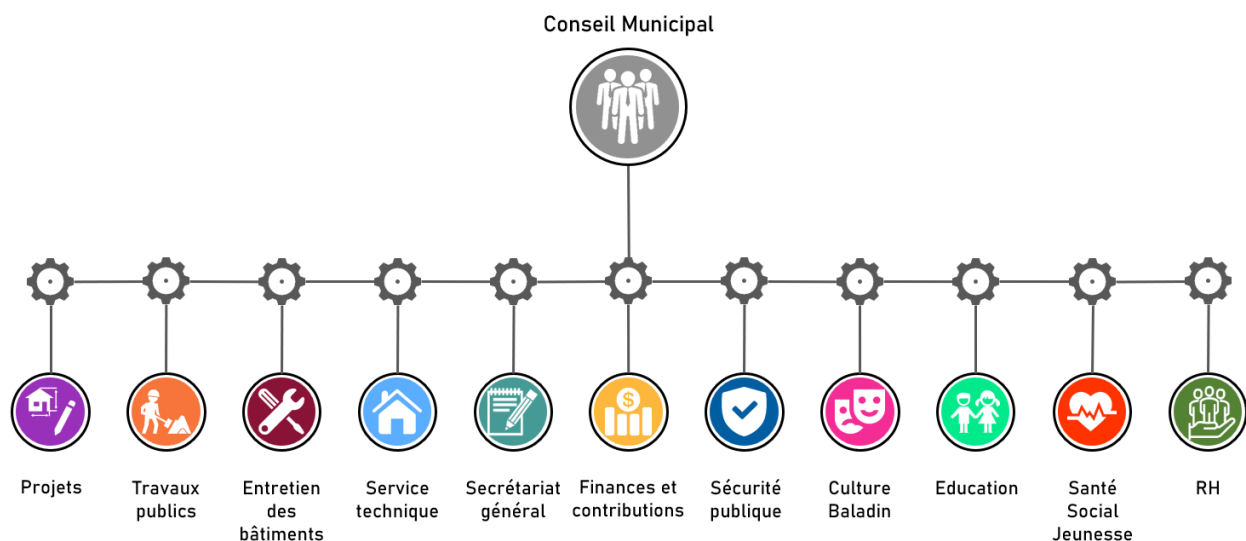 Conseil Municipal
Projets
Travaux
publics
Entretien
des
bâtiments
Service
technique
Secrétariat
général
Finances et
contributions
Sécurité
publique
Culture
Baladin
Education
Santé
Social
Jeunesse
RH